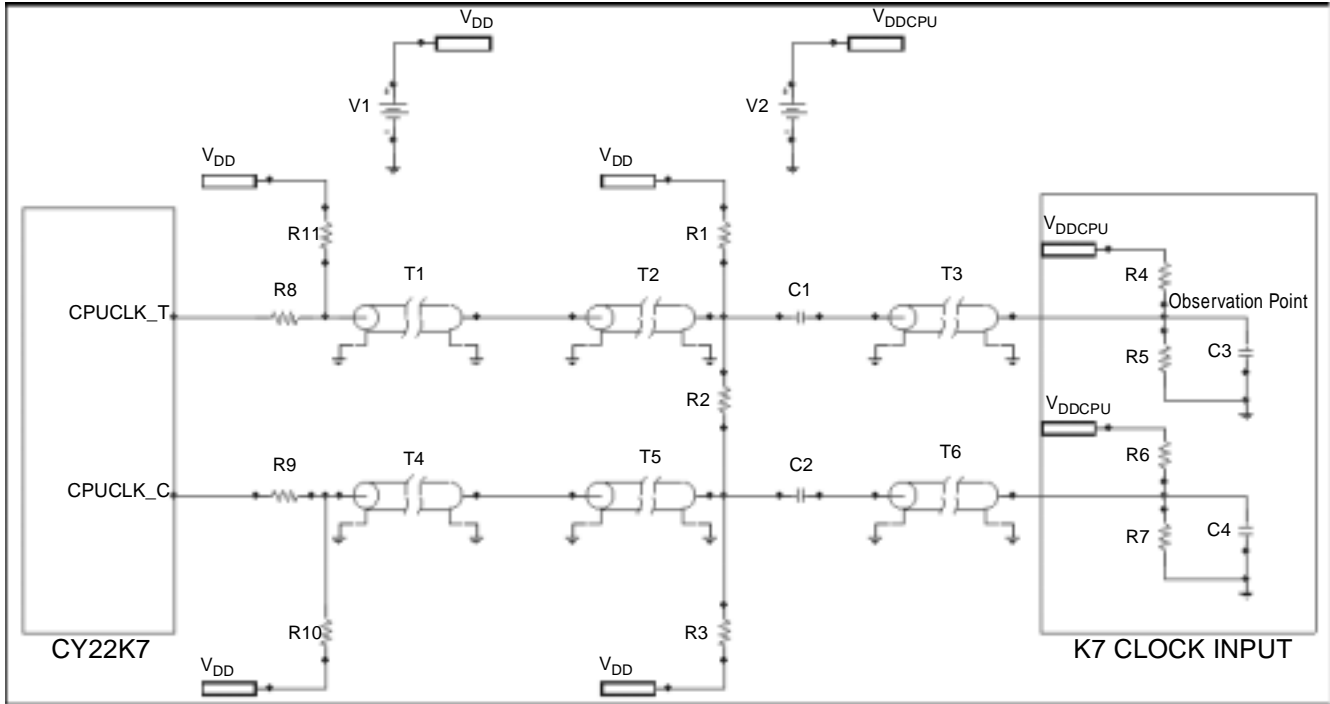 VDD
VDDCPU
V1
V2
VDD
VDD
R11
R1
VDDCPU
R4
T1
T2
C1
T3
Observation Point
CPUCLK_T
R8
R5
C3
R2
VDDCPU
R9
T4
T5
C2
T6
R6
CPUCLK_C
R7
C4
R10
R3
CY22K7
K7 CLOCK INPUT
VDD
VDD